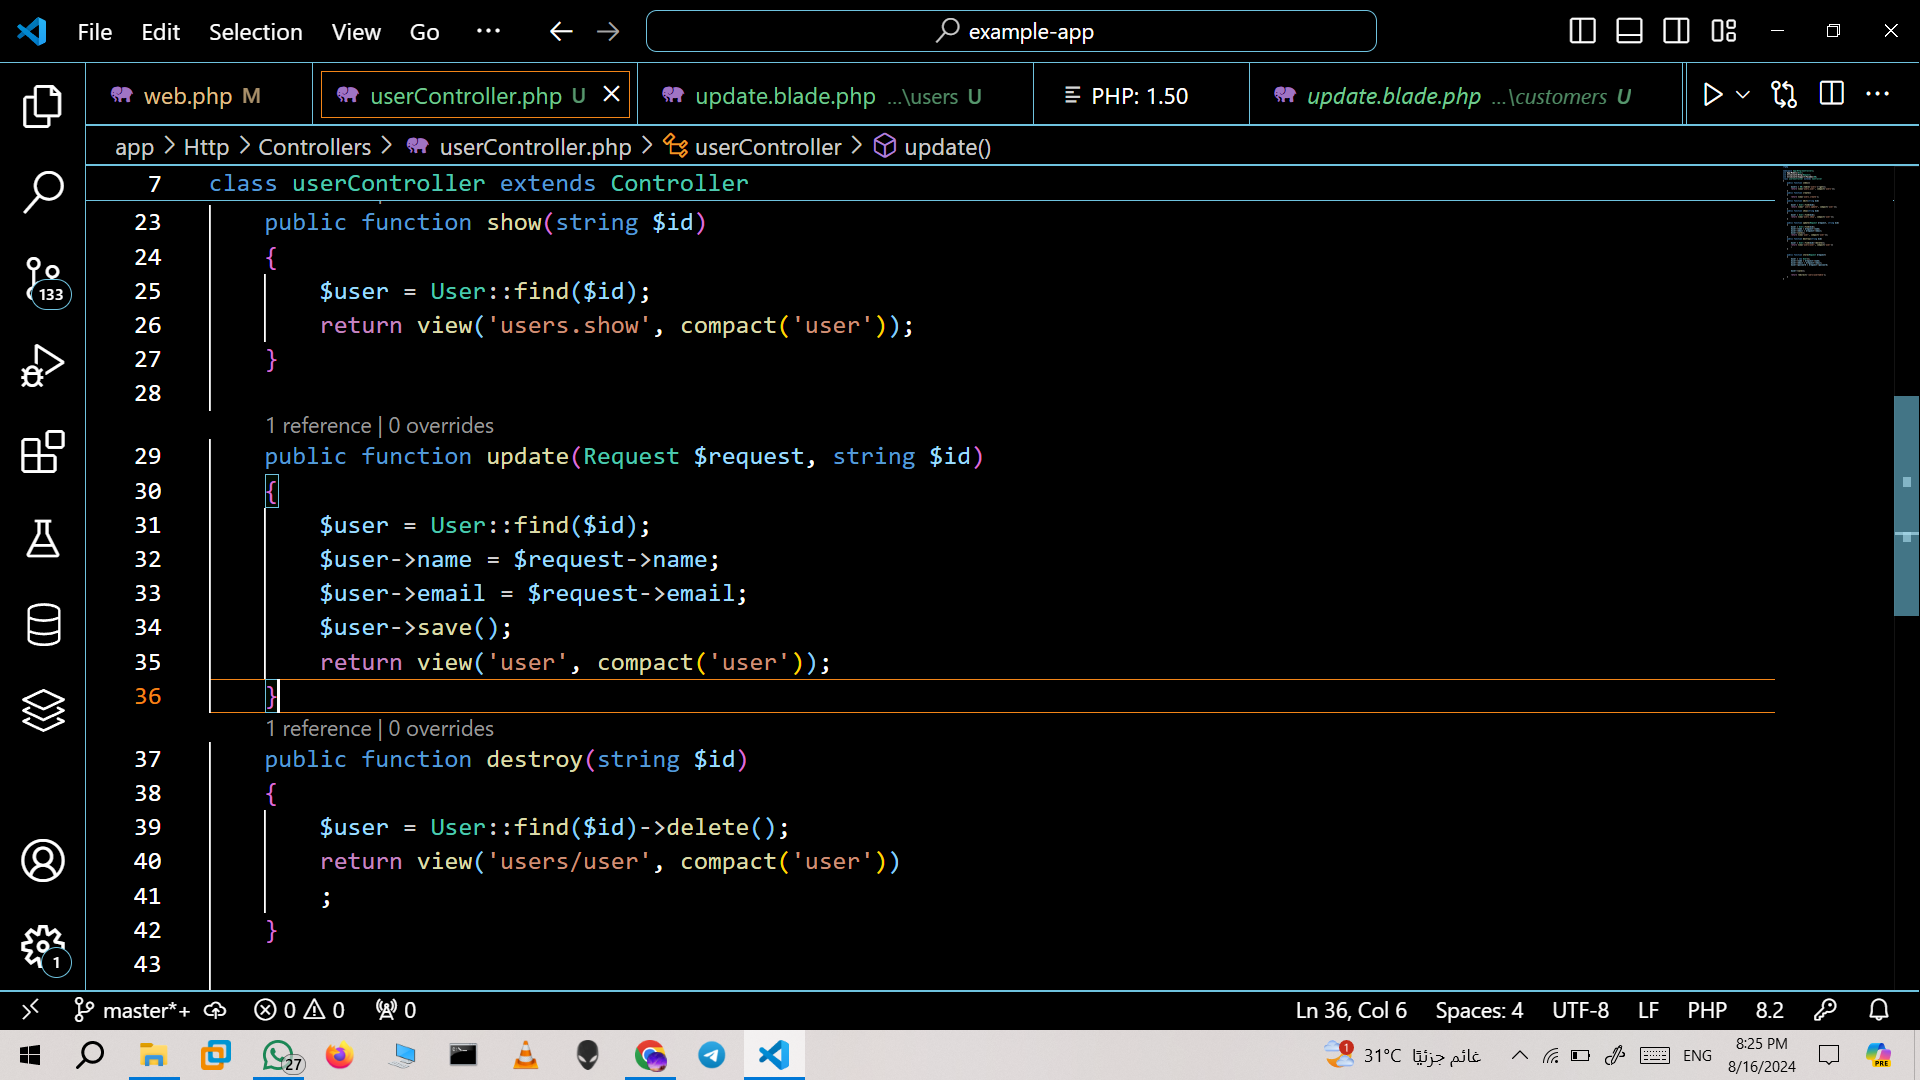 File Edit Selection View Go ··· example-app
web.php M userController.php U update.blade.php ...\users U PHP: 1.50 update.blade.php ...\customers U
app > Http > Controllers > userController.php > userController > update()
7 class userController extends Controller
23 public function show(string $id)
24 {
25 $user = User::find($id);
26 return view('users.show', compact('user'));
27 }
28
1 reference | 0 overrides
29 public function update(Request $request, string $id)
30 {
31 $user = User::find($id);
32 $user->name = $request->name;
33 $user->email = $request->email;
34 $user->save();
35 return view('user', compact('user'));
36 }
1 reference | 0 overrides
37 public function destroy(string $id)
38 {
39 $user = User::find($id)->delete();
40 return view('users/user', compact('user'))
41 ;
42 }
43
133
1
master*+ 0 0 0 Ln 36, Col 6 Spaces: 4 UTF-8 LF PHP 8.2
27 1 31°C غائم جزئيًا ENG 8:25 PM
8/16/2024
PRE